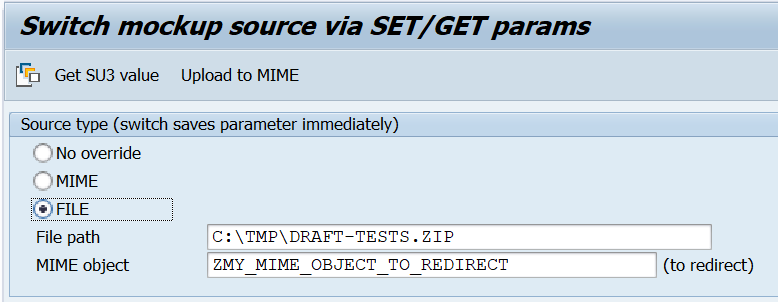 Switch mockup source via SET/GET params
Get SU3 value Upload to MIME
Source type (switch saves parameter immediately)
No override
MIME
FILE
File path C:\TMP\DRAFT-TESTS.ZIP
MIME object ZMY_MIME_OBJECT_TO_REDIRECT (to redirect)